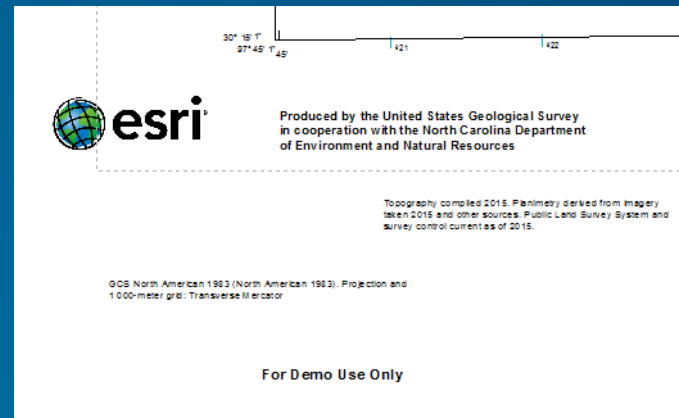 30° 15' 1"
97°45' 1"
45'
421
422
esri
Produced by the United States Geological Survey
in cooperation with the North Carolina Department
of Environment and Natural Resources
Topography compiled 2015. Planimetry derived from imagery
taken 2015 and other sources. Public Land Survey System and
survey control current as of 2015.
GCS North American 1983 (North American 1983). Projection and
1 000-meter grid: Transverse Mercator
For Demo Use Only